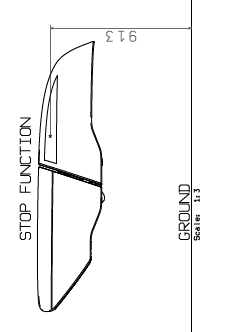 913
STOP FUNCTION
GROUND
Scale: 1:3